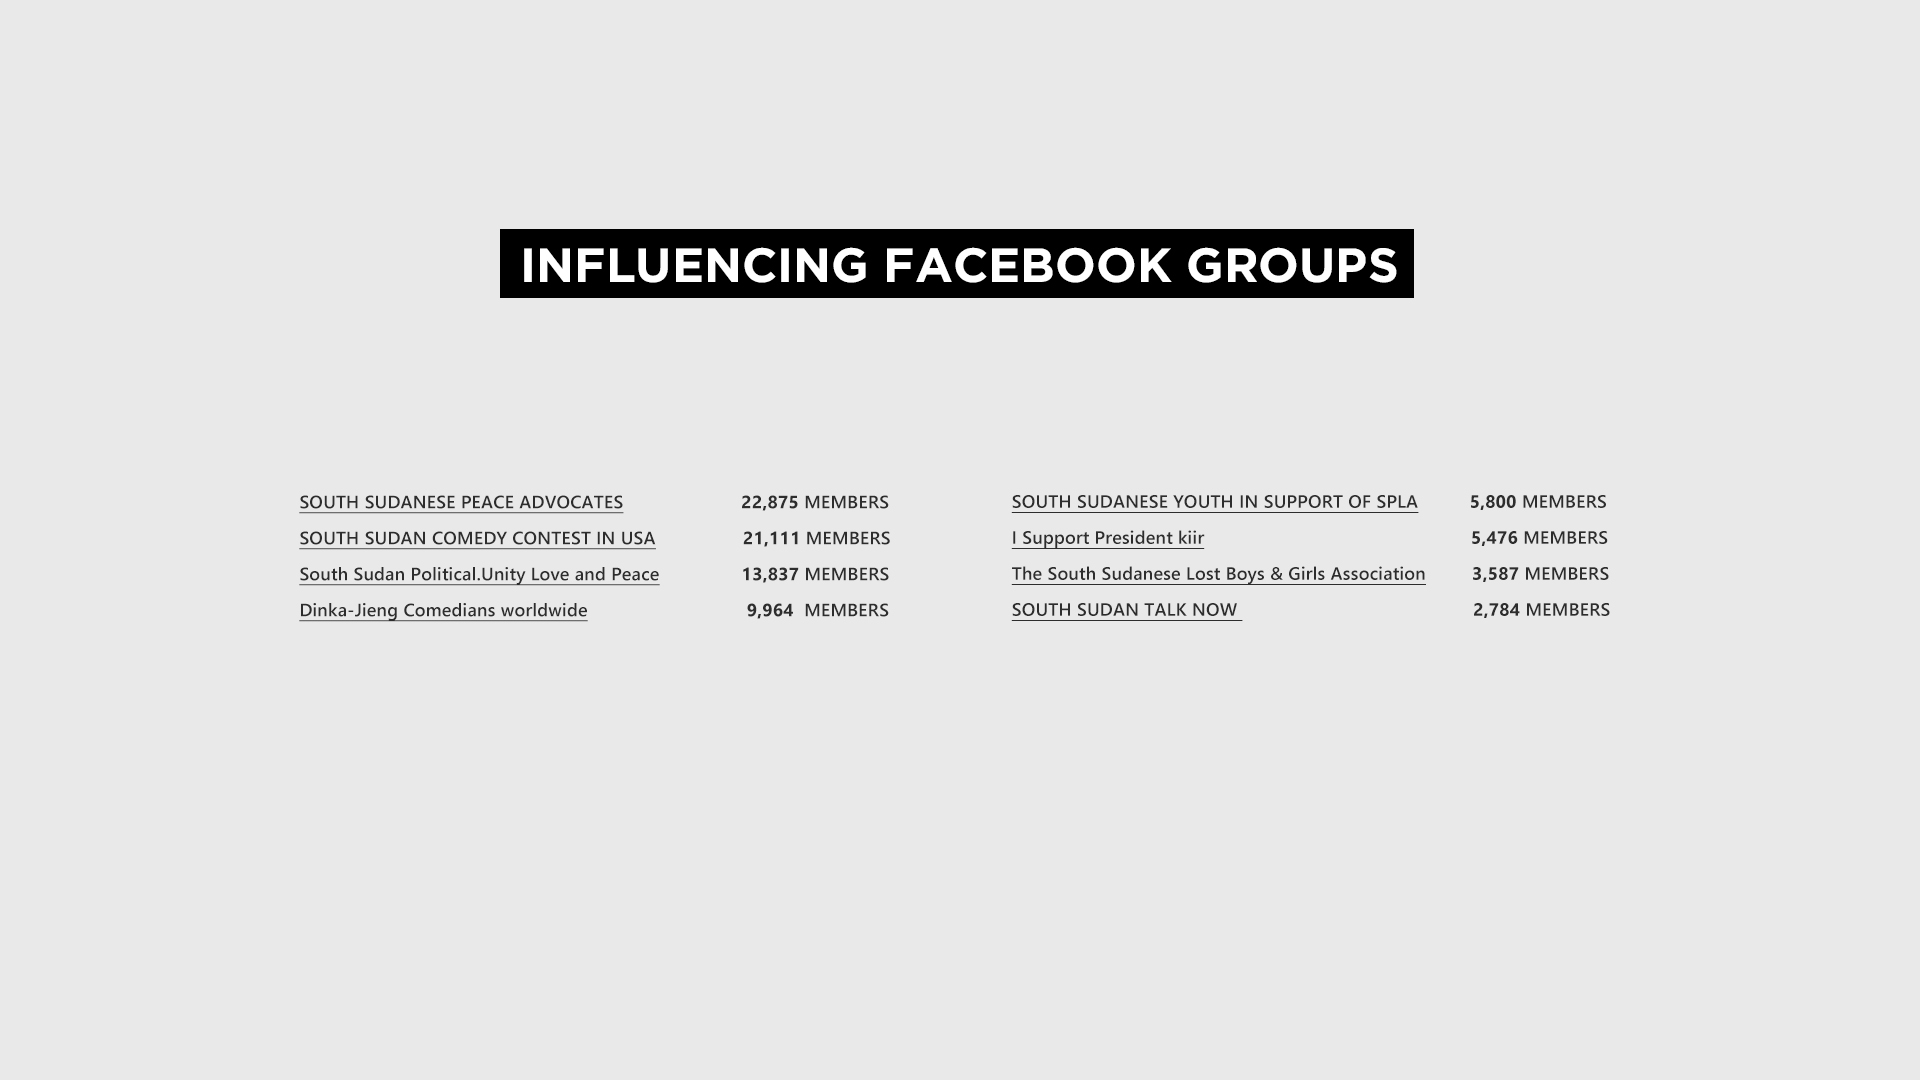 INFLUENCING FACEBOOK GROUPS
SOUTH SUDANESE PEACE ADVOCATES 22,875 MEMBERS
SOUTH SUDAN COMEDY CONTEST IN USA 21,111 MEMBERS
South Sudan Political.Unity Love and Peace 13,837 MEMBERS
Dinka-Jieng Comedians worldwide 9,964 MEMBERS
SOUTH SUDANESE YOUTH IN SUPPORT OF SPLA 5,800 MEMBERS
I Support President kiir 5,476 MEMBERS
The South Sudanese Lost Boys & Girls Association 3,587 MEMBERS
SOUTH SUDAN TALK NOW 2,784 MEMBERS